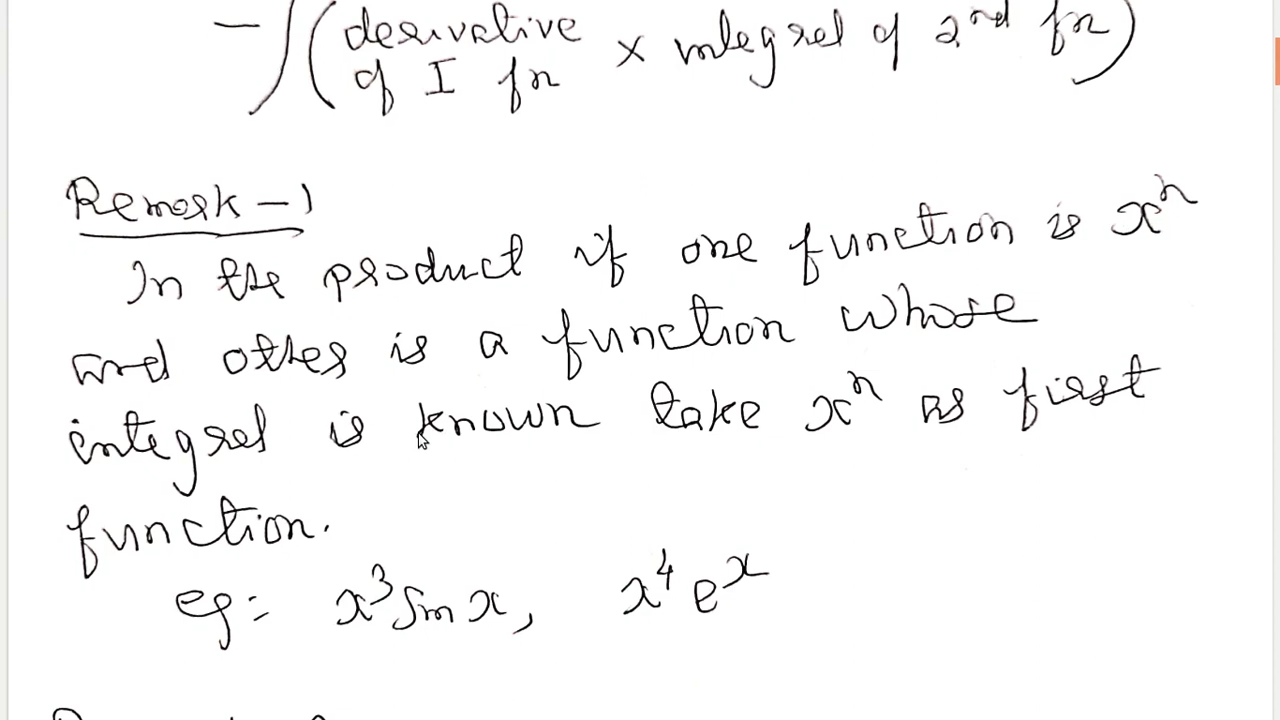 − ∫ ( derivative of I fn × integral of 2nd fn )
Remark − 1
In the product if one function is xⁿ
and other is a function whose
integral is known take xⁿ as first
function.
eg:- x³ sin x, x⁴ eˣ